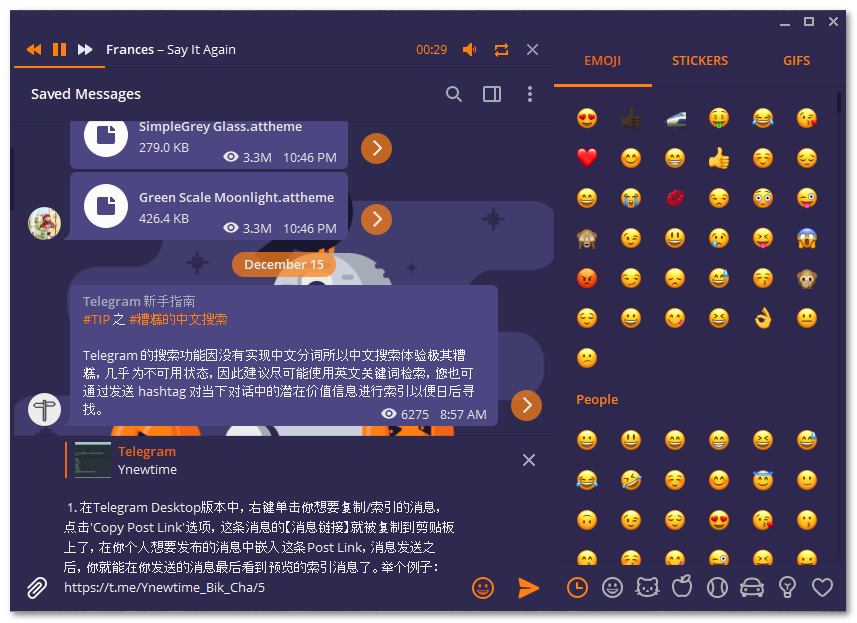 Frances – Say It Again
00:29
Saved Messages
SimpleGrey Glass.attheme
279.0 KB
3.3M 10:46 PM
Green Scale Moonlight.attheme
426.4 KB
3.3M 10:46 PM
December 15
Telegram 新手指南
#TIP 之 #糟糕的中文搜索
Telegram 的搜索功能因没有实现中文分词所以中文搜索体验极其糟
糕，几乎为不可用状态，因此建议尽可能使用英文关键词检索，您也可
通过发送 hashtag 对当下对话中的潜在价值信息进行索引以便日后寻
找。
6275 8:57 AM
Telegram
Ynewtime
1. 在Telegram Desktop版本中，右键单击你想要复制/索引的消息，
点击'Copy Post Link'选项，这条消息的【消息链接】就被复制到剪贴板
上了，在你个人想要发布的消息中嵌入这条Post Link，消息发送之
后，你就能在你发送的消息最后看到预览的索引消息了。举个例子：
https://t.me/Ynewtime_Bik_Cha/5
EMOJI STICKERS GIFS
People